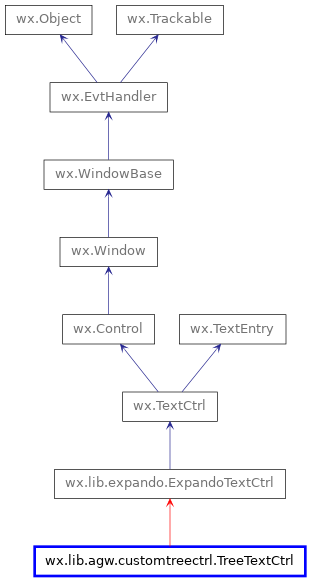 wx.Object
wx.Trackable
wx.EvtHandler
wx.WindowBase
wx.Window
wx.Control
wx.TextEntry
wx.TextCtrl
wx.lib.expando.ExpandoTextCtrl
wx.lib.agw.customtreectrl.TreeTextCtrl